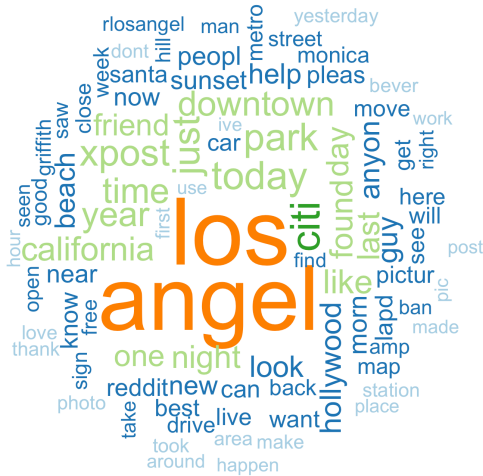 yesterday
rlosangel
man
metro
street
dont
hill
peopl
monica
week
santa
sunset
help
pleas
bever
close
now
downtown
move
work
saw
friend
just
ive
car
park
found
day
anyon
get
right
griffith
xpost
today
seen
good
beach
time
use
here
year
first
los
citi
last
guy
will
see
hour
california
find
post
open
near
angel
like
pictur
pic
know
free
hollywood
morn
lapd
ban
made
love
thank
one
night
look
amp
map
sign
reddit
new
can
back
station
photo
take
best
drive
live
want
place
took
area
make
around
happen